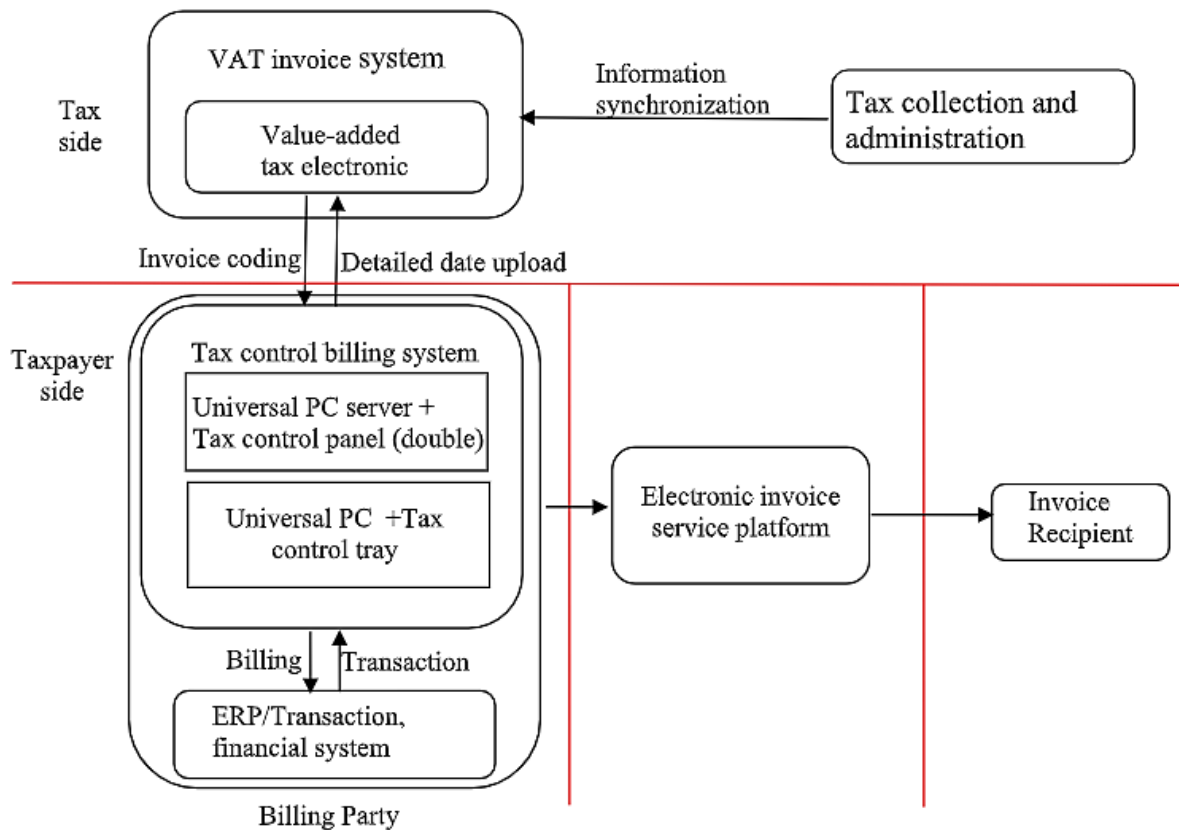 VAT invoice system
Information
synchronization
Tax collection and
administration
Tax
side
Value-added
tax electronic
Invoice coding
Detailed date upload
Taxpayer
side
Tax control billing system
Universal PC server +
Tax control panel (double)
Universal PC +Tax
control tray
Electronic invoice
service platform
Invoice
Recipient
Billing
Transaction
ERP/Transaction,
financial system
Billing Party